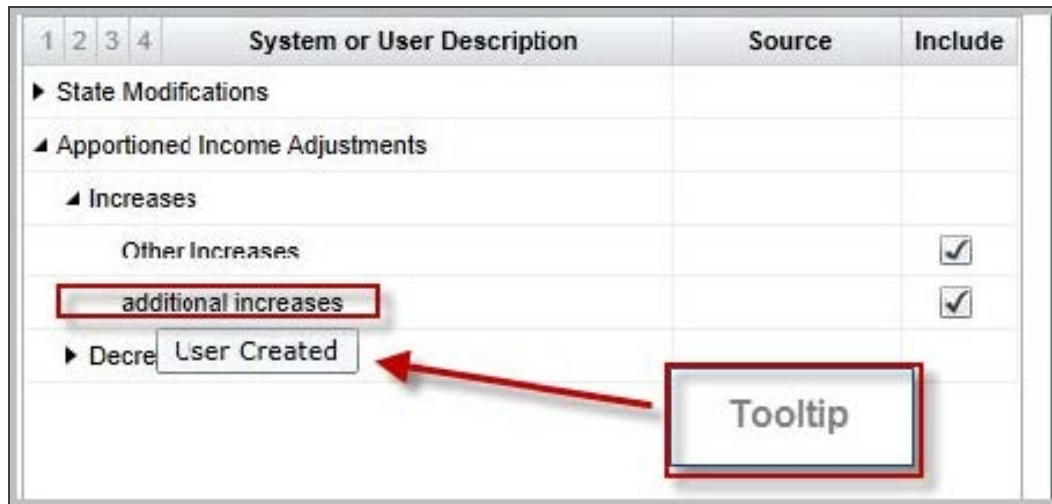 1 2 3 4 System or User Description Source Include
State Modifications
Apportioned Income Adjustments
Increases
Other Increases
additional increases
Decre User Created
Tooltip